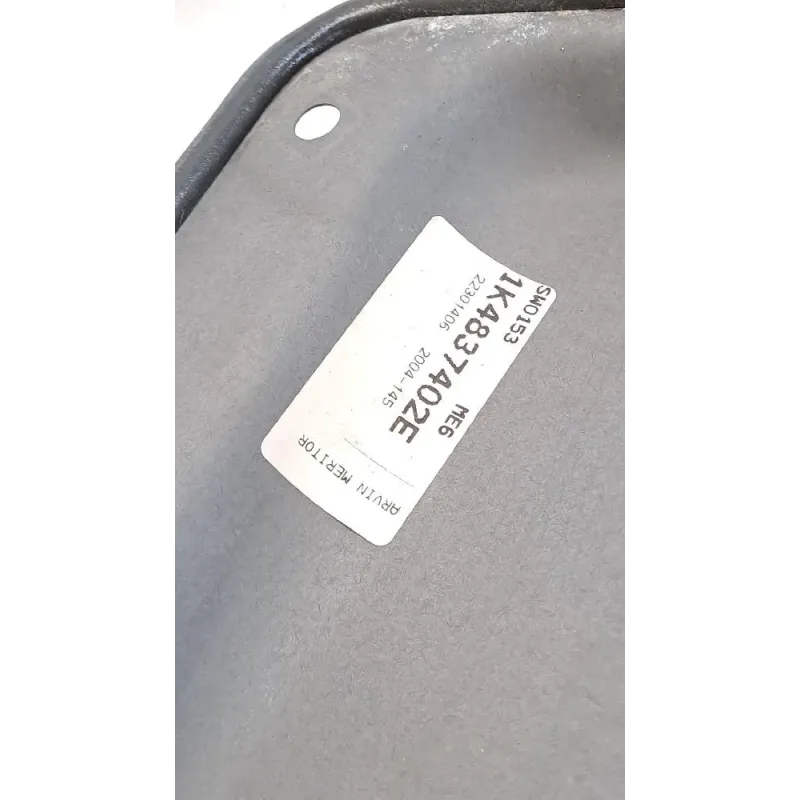 SW0153 ME6
1K4837402E
22301406 2004-145
ARVIN MERITOR